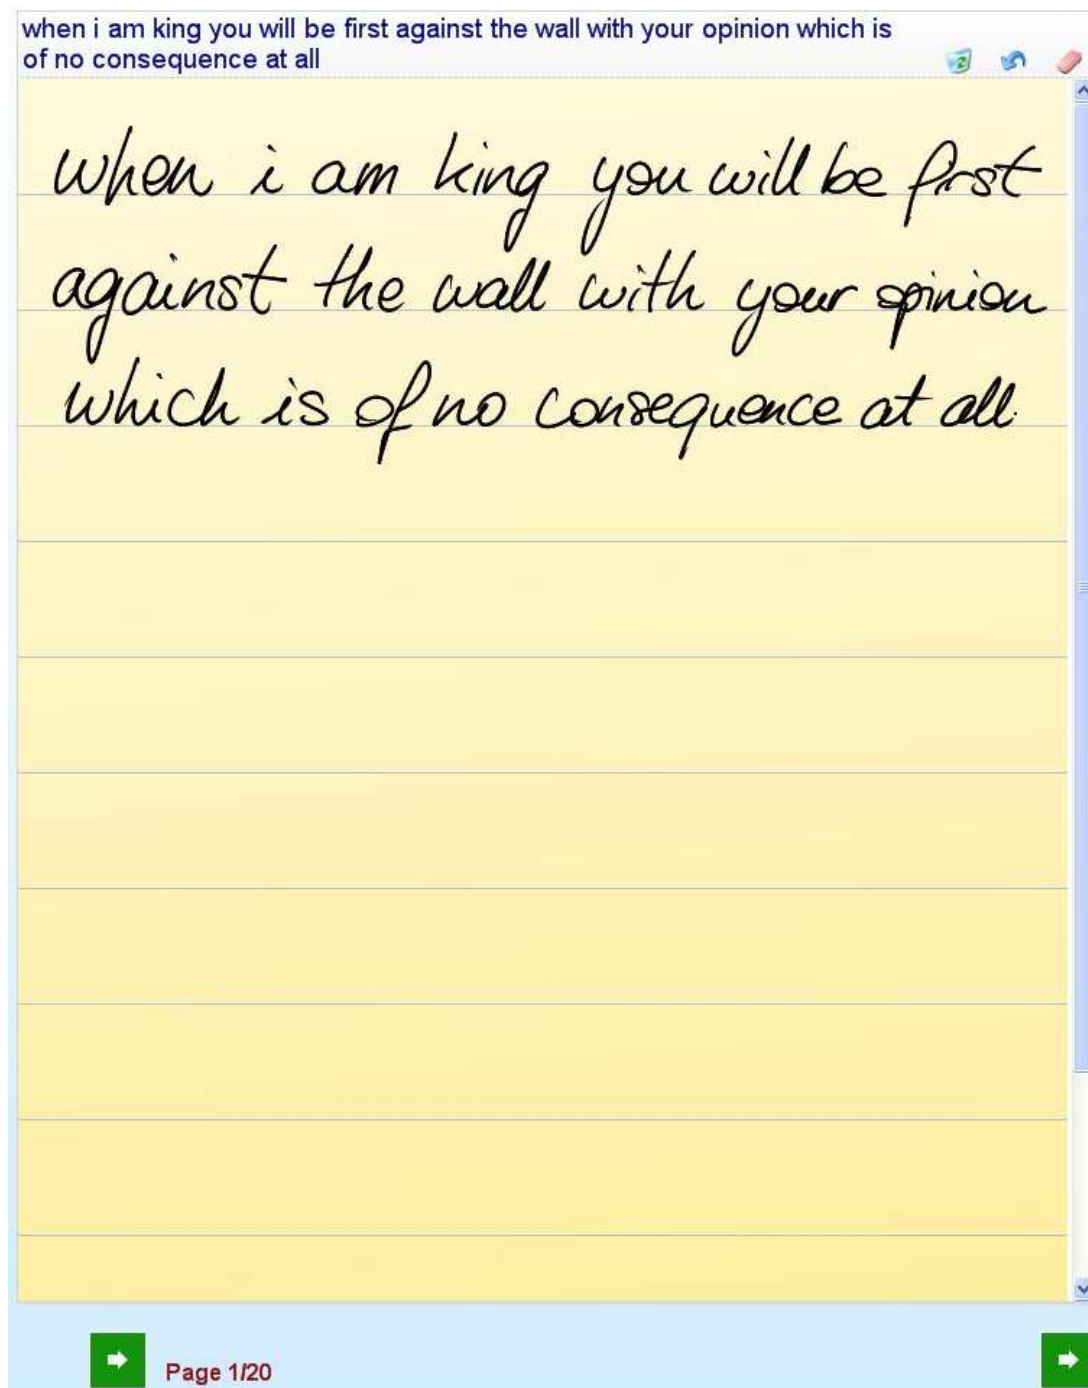 when i am king you will be first against the wall with your opinion which is
of no consequence at all
when i am king you will be first
against the wall with your opinion
which is of no consequence at all.
Page 1/20